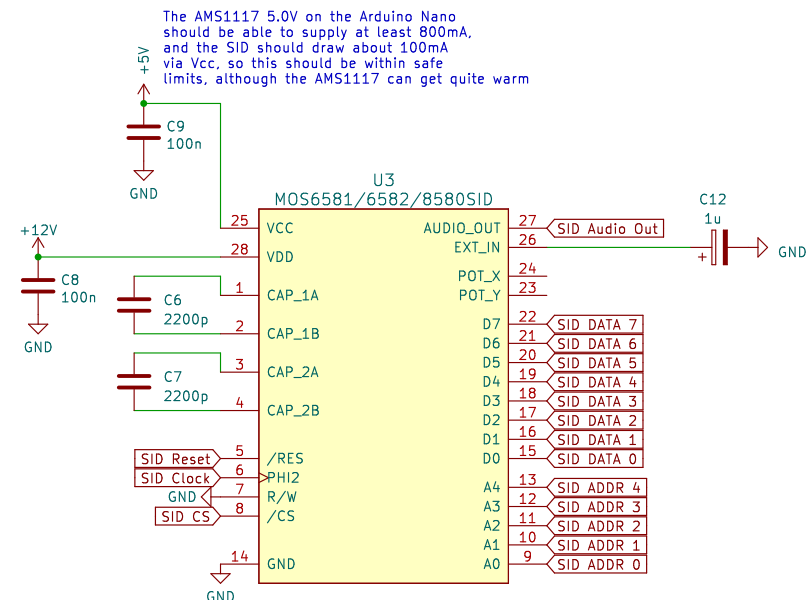 The AMS1117 5.0V on the Arduino Nano
should be able to supply at least 800mA,
and the SID should draw about 100mA
via Vcc, so this should be within safe
limits, although the AMS1117 can get quite warm
+5V
C9
100n
GND
U3
MOS6581/6582/8580SID
+12V
C8
100n
GND
C6
2200p
C7
2200p
25 VCC
28 VDD
1 CAP_1A
2 CAP_1B
3 CAP_2A
4 CAP_2B
SID Reset 5 /RES
SID Clock 6 PHI2
GND 7 R/W
SID CS 8 /CS
14 GND
GND
AUDIO_OUT 27 SID Audio Out
EXT_IN 26
POT_X 24
POT_Y 23
D7 22 SID DATA 7
D6 21 SID DATA 6
D5 20 SID DATA 5
D4 19 SID DATA 4
D3 18 SID DATA 3
D2 17 SID DATA 2
D1 16 SID DATA 1
D0 15 SID DATA 0
A4 13 SID ADDR 4
A3 12 SID ADDR 3
A2 11 SID ADDR 2
A1 10 SID ADDR 1
A0 9 SID ADDR 0
C12
1u
+
GND